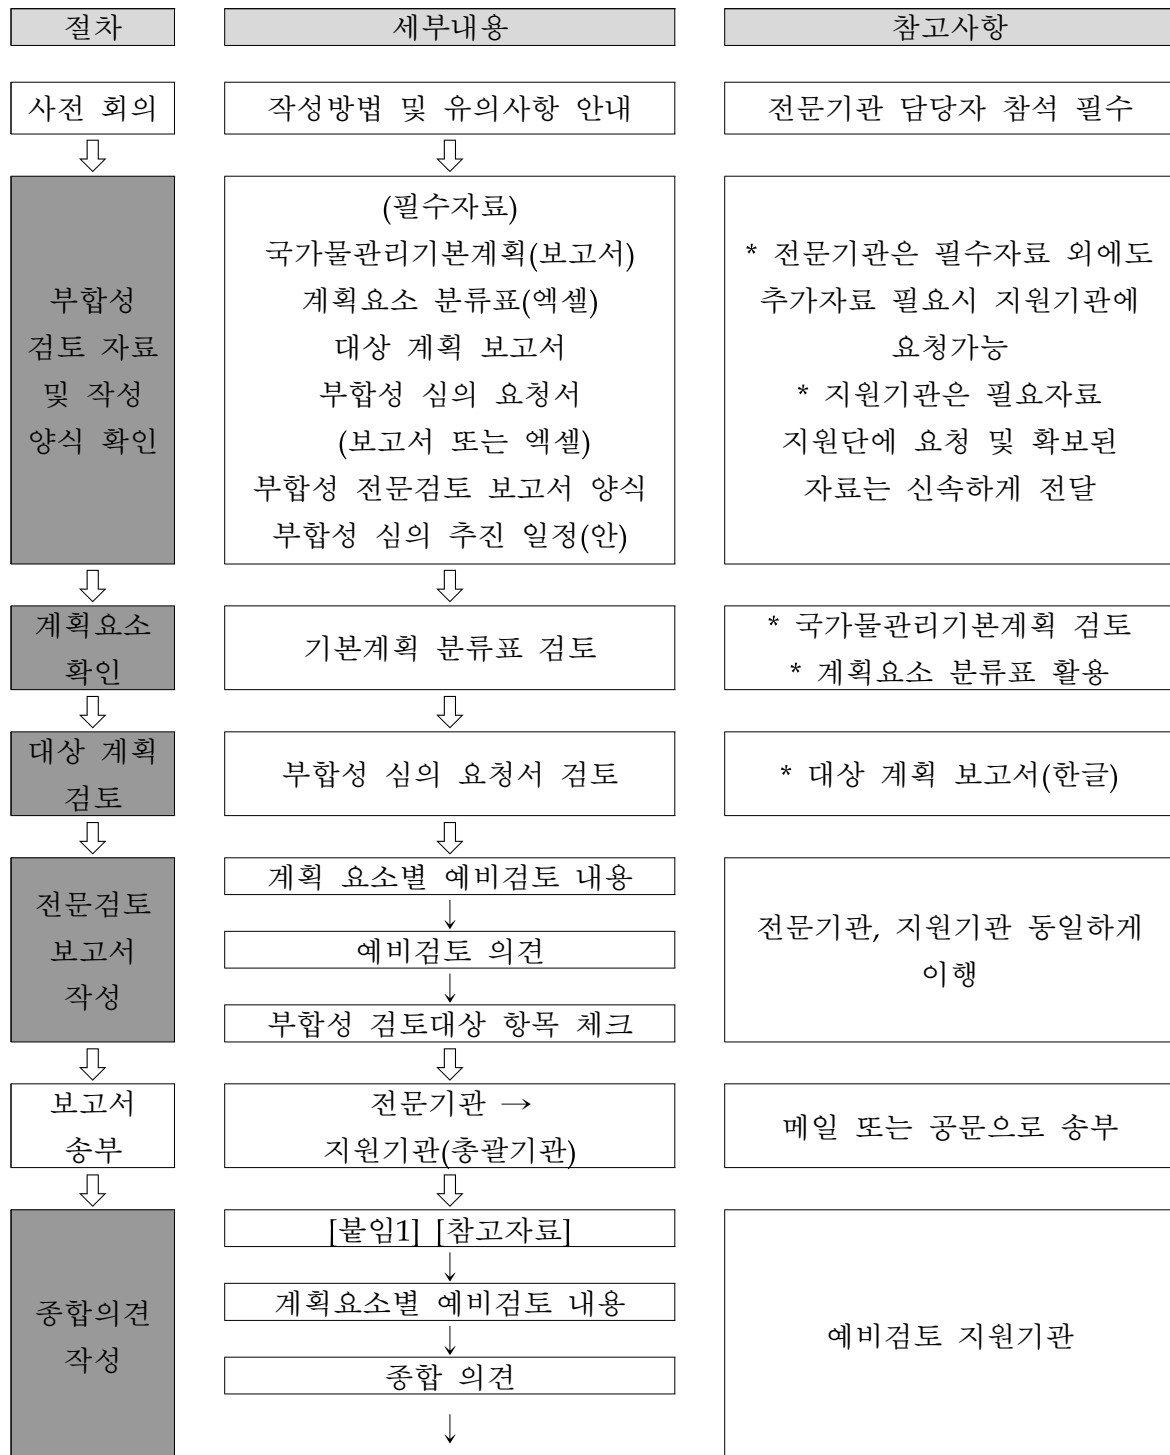 절차
세부내용
참고사항
사전 회의
작성방법 및 유의사항 안내
전문기관 담당자 참석 필수
부합성
검토 자료
및 작성
양식 확인
(필수자료)
국가물관리기본계획(보고서)
계획요소 분류표(엑셀)
대상 계획 보고서
부합성 심의 요청서
(보고서 또는 엑셀)
부합성 전문검토 보고서 양식
부합성 심의 추진 일정(안)
* 전문기관은 필수자료 외에도
추가자료 필요시 지원기관에
요청가능
* 지원기관은 필요자료
지원단에 요청 및 확보된
자료는 신속하게 전달
계획요소
확인
기본계획 분류표 검토
* 국가물관리기본계획 검토
* 계획요소 분류표 활용
대상 계획
검토
부합성 심의 요청서 검토
* 대상 계획 보고서(한글)
전문검토
보고서
작성
계획 요소별 예비검토 내용
↓
예비검토 의견
↓
부합성 검토대상 항목 체크
전문기관, 지원기관 동일하게
이행
보고서
송부
전문기관 →
지원기관(총괄기관)
메일 또는 공문으로 송부
종합의견
작성
[붙임1] [참고자료]
↓
계획요소별 예비검토 내용
↓
종합 의견
↓
예비검토 지원기관